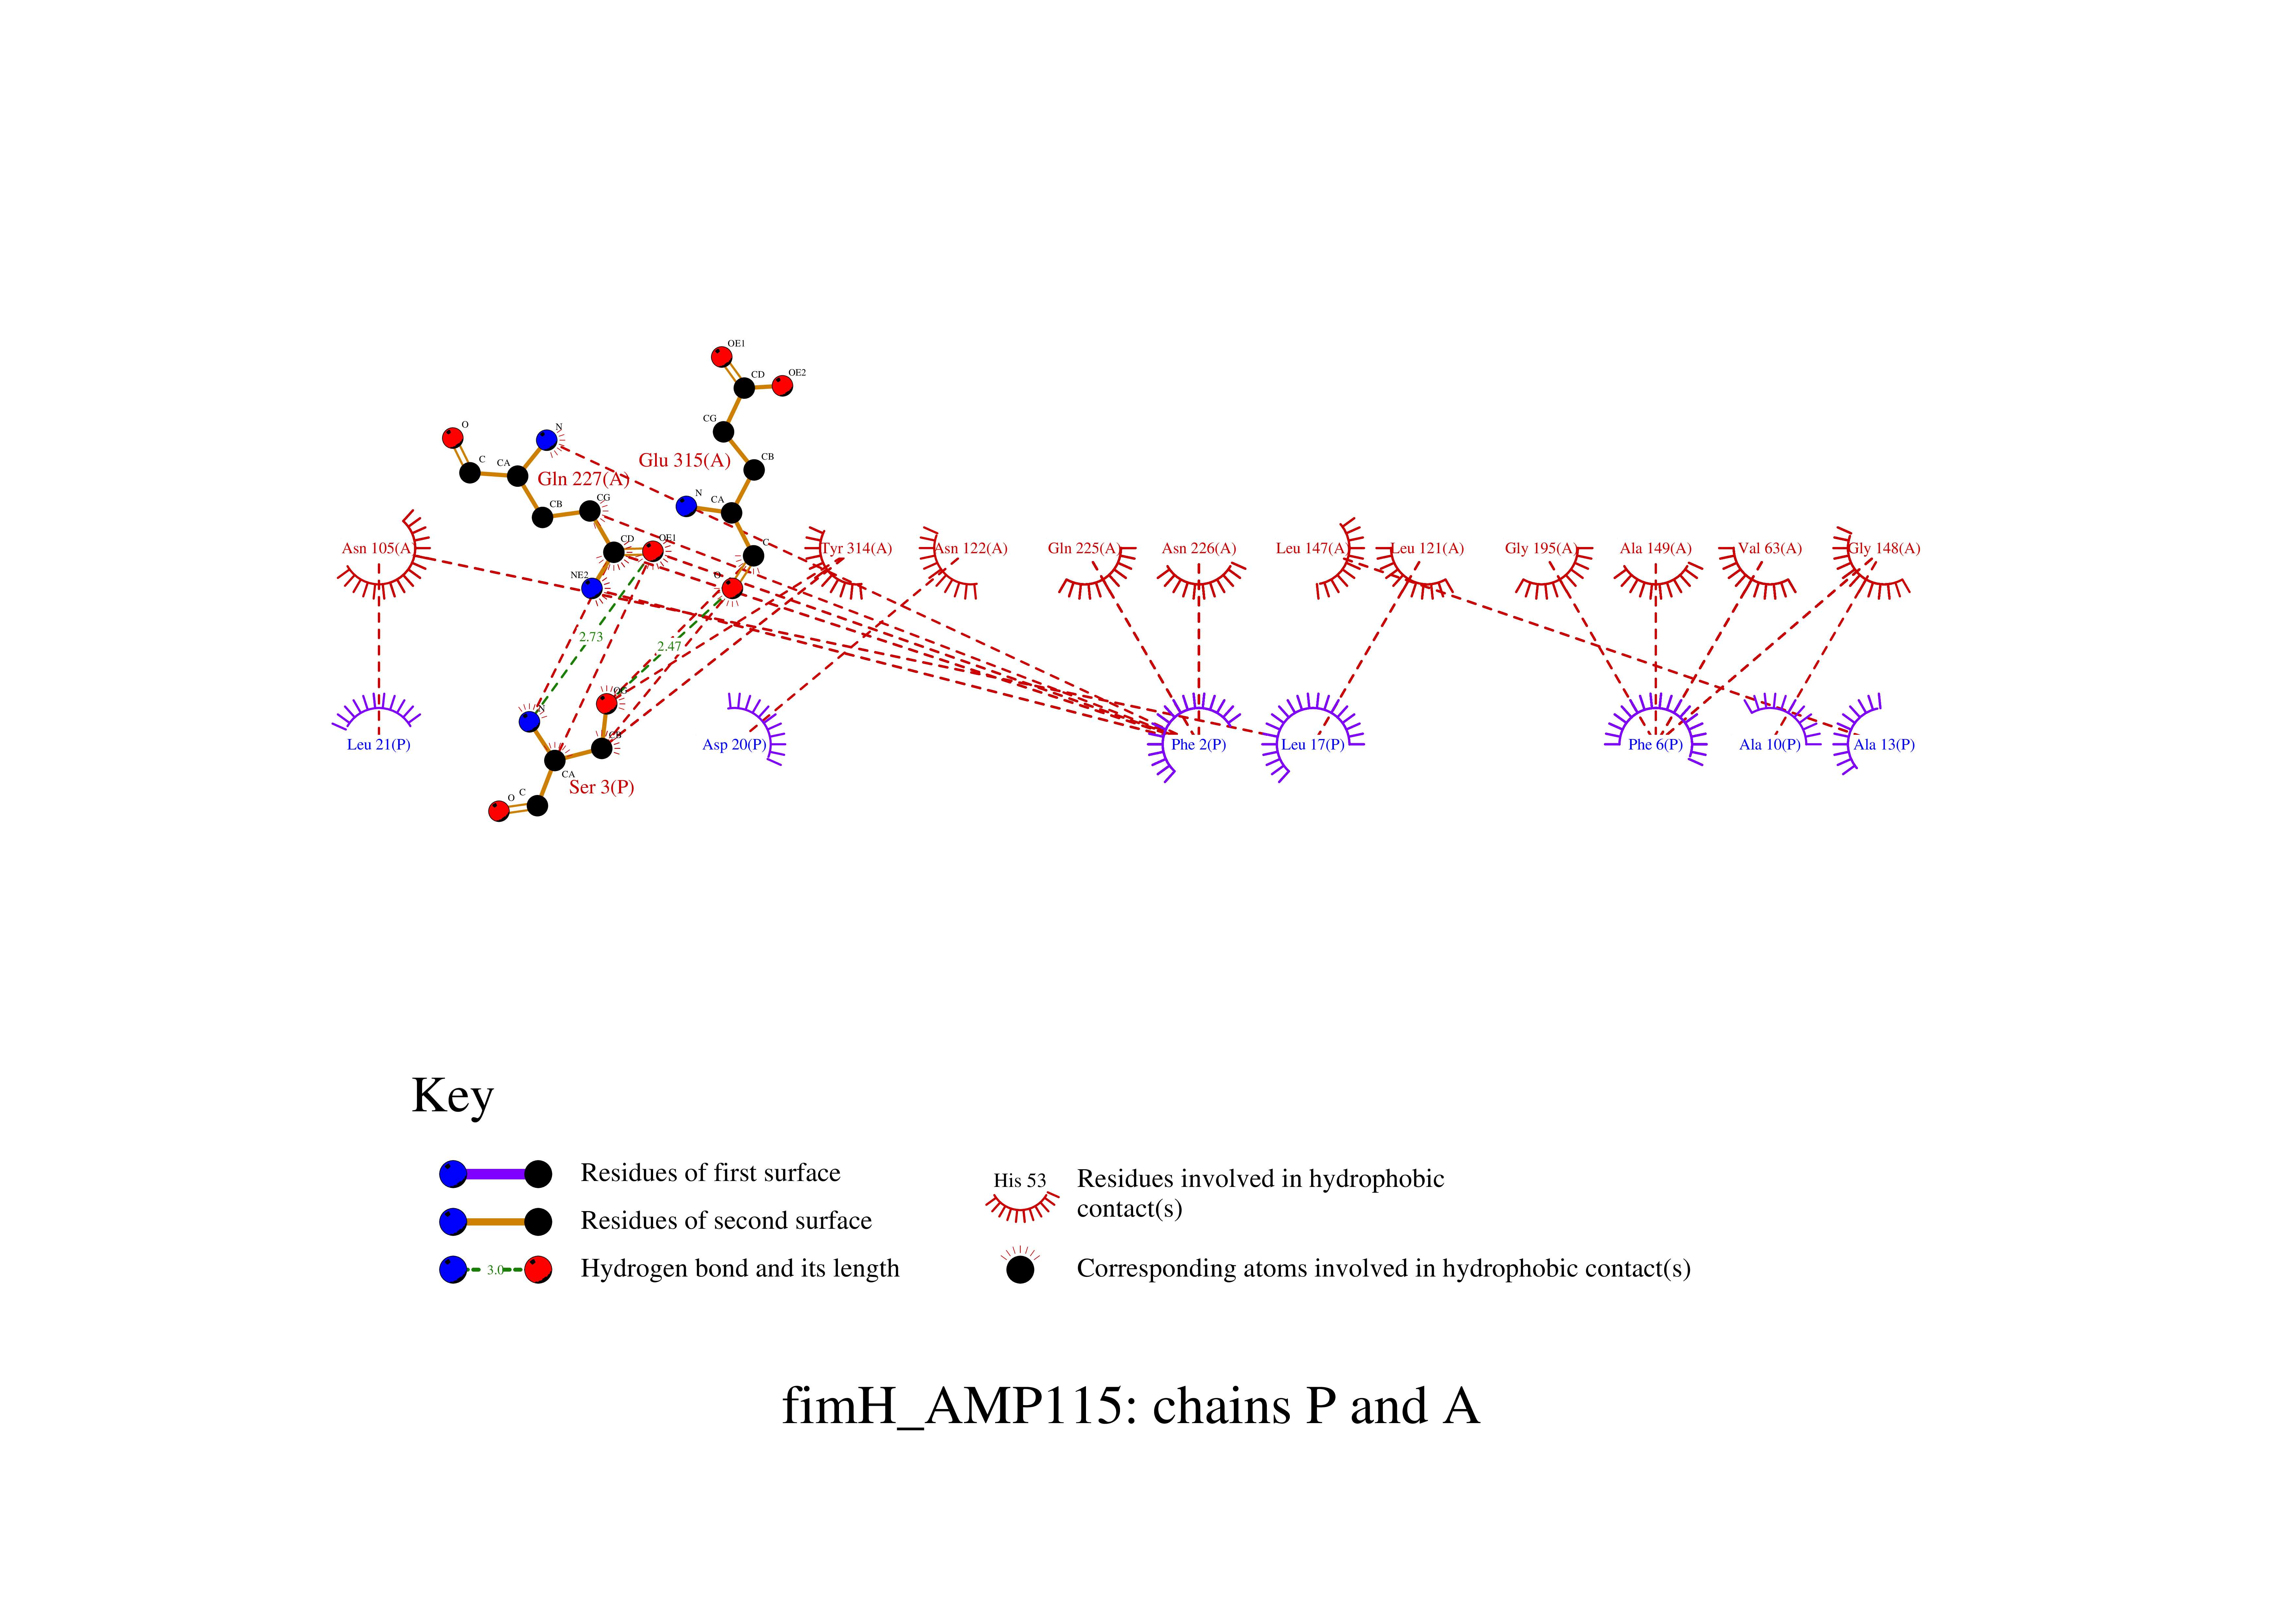 OE1
CD
OE2
CG
O
N
C
CA
Glu 315(A)
CB
Gln 227(A)
N
CA
CG
CB
CD
OE1
C
Asn 105(A
Tyr 314(A)
Asn 122(A)
Gln 225(A)
Asn 226(A)
Leu 147(A)
Leu 121(A)
Gly 195(A)
Ala 149(A)
Val 63(A)
Gly 148(A)
NE2
O
2.73
2.47
OG
N
CB
Leu 21(P)
Asp 20(P)
Phe 2(P)
Leu 17(P)
Phe 6(P)
Ala 10(P)
Ala 13(P)
CA
Ser 3(P)
O
C
Key
Residues of first surface
Residues of second surface
3.0
Hydrogen bond and its length
His 53
Residues involved in hydrophobic
contact(s)
Corresponding atoms involved in hydrophobic contact(s)
fimH_AMP115: chains P and A